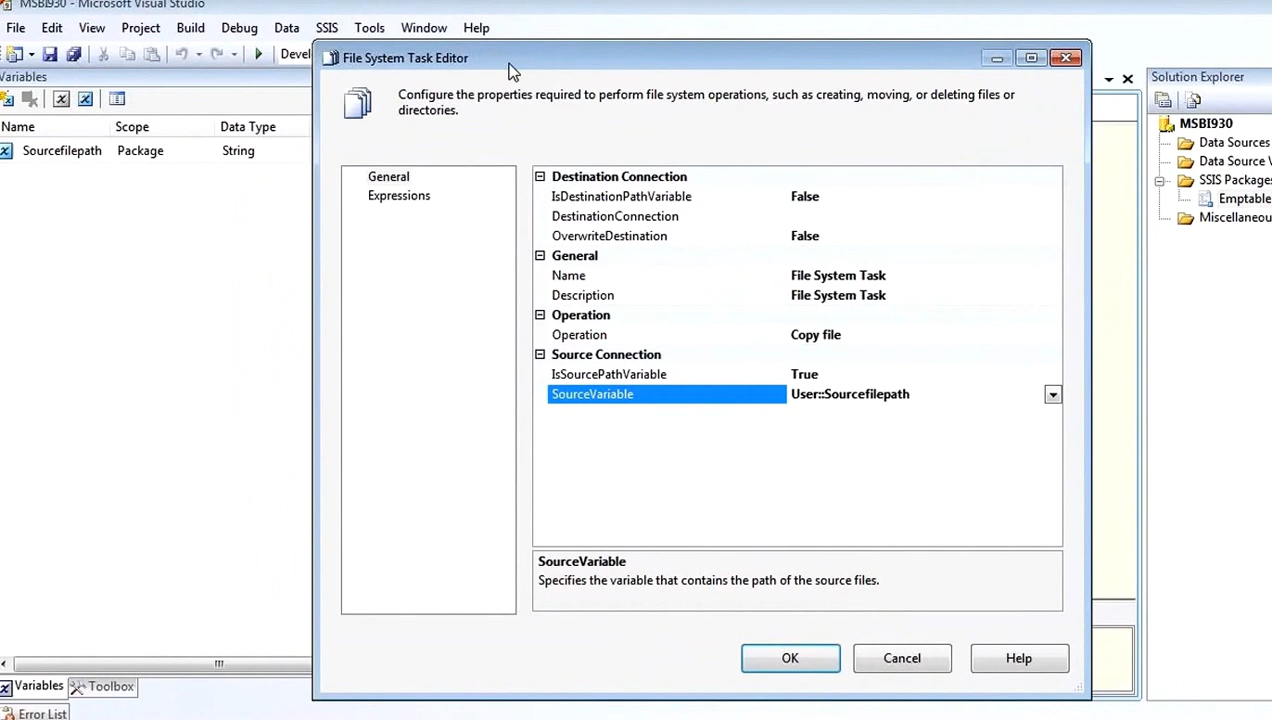 MSBI930 - Microsoft Visual Studio
File Edit View Project Build Debug Data SSIS Tools Window Help
Variables
Name Scope Data Type
Sourcefilepath Package String
Variables Toolbox
Error List
File System Task Editor
Configure the properties required to perform file system operations, such as creating, moving, or deleting files or
directories.
General
Expressions
Destination Connection
IsDestinationPathVariable False
DestinationConnection
OverwriteDestination False
General
Name File System Task
Description File System Task
Operation
Operation Copy file
Source Connection
IsSourcePathVariable True
SourceVariable User::Sourcefilepath
SourceVariable
Specifies the variable that contains the path of the source files.
OK Cancel Help
Solution Explorer
MSBI930
Data Sources
Data Source V
SSIS Packages
Emptable
Miscellaneou